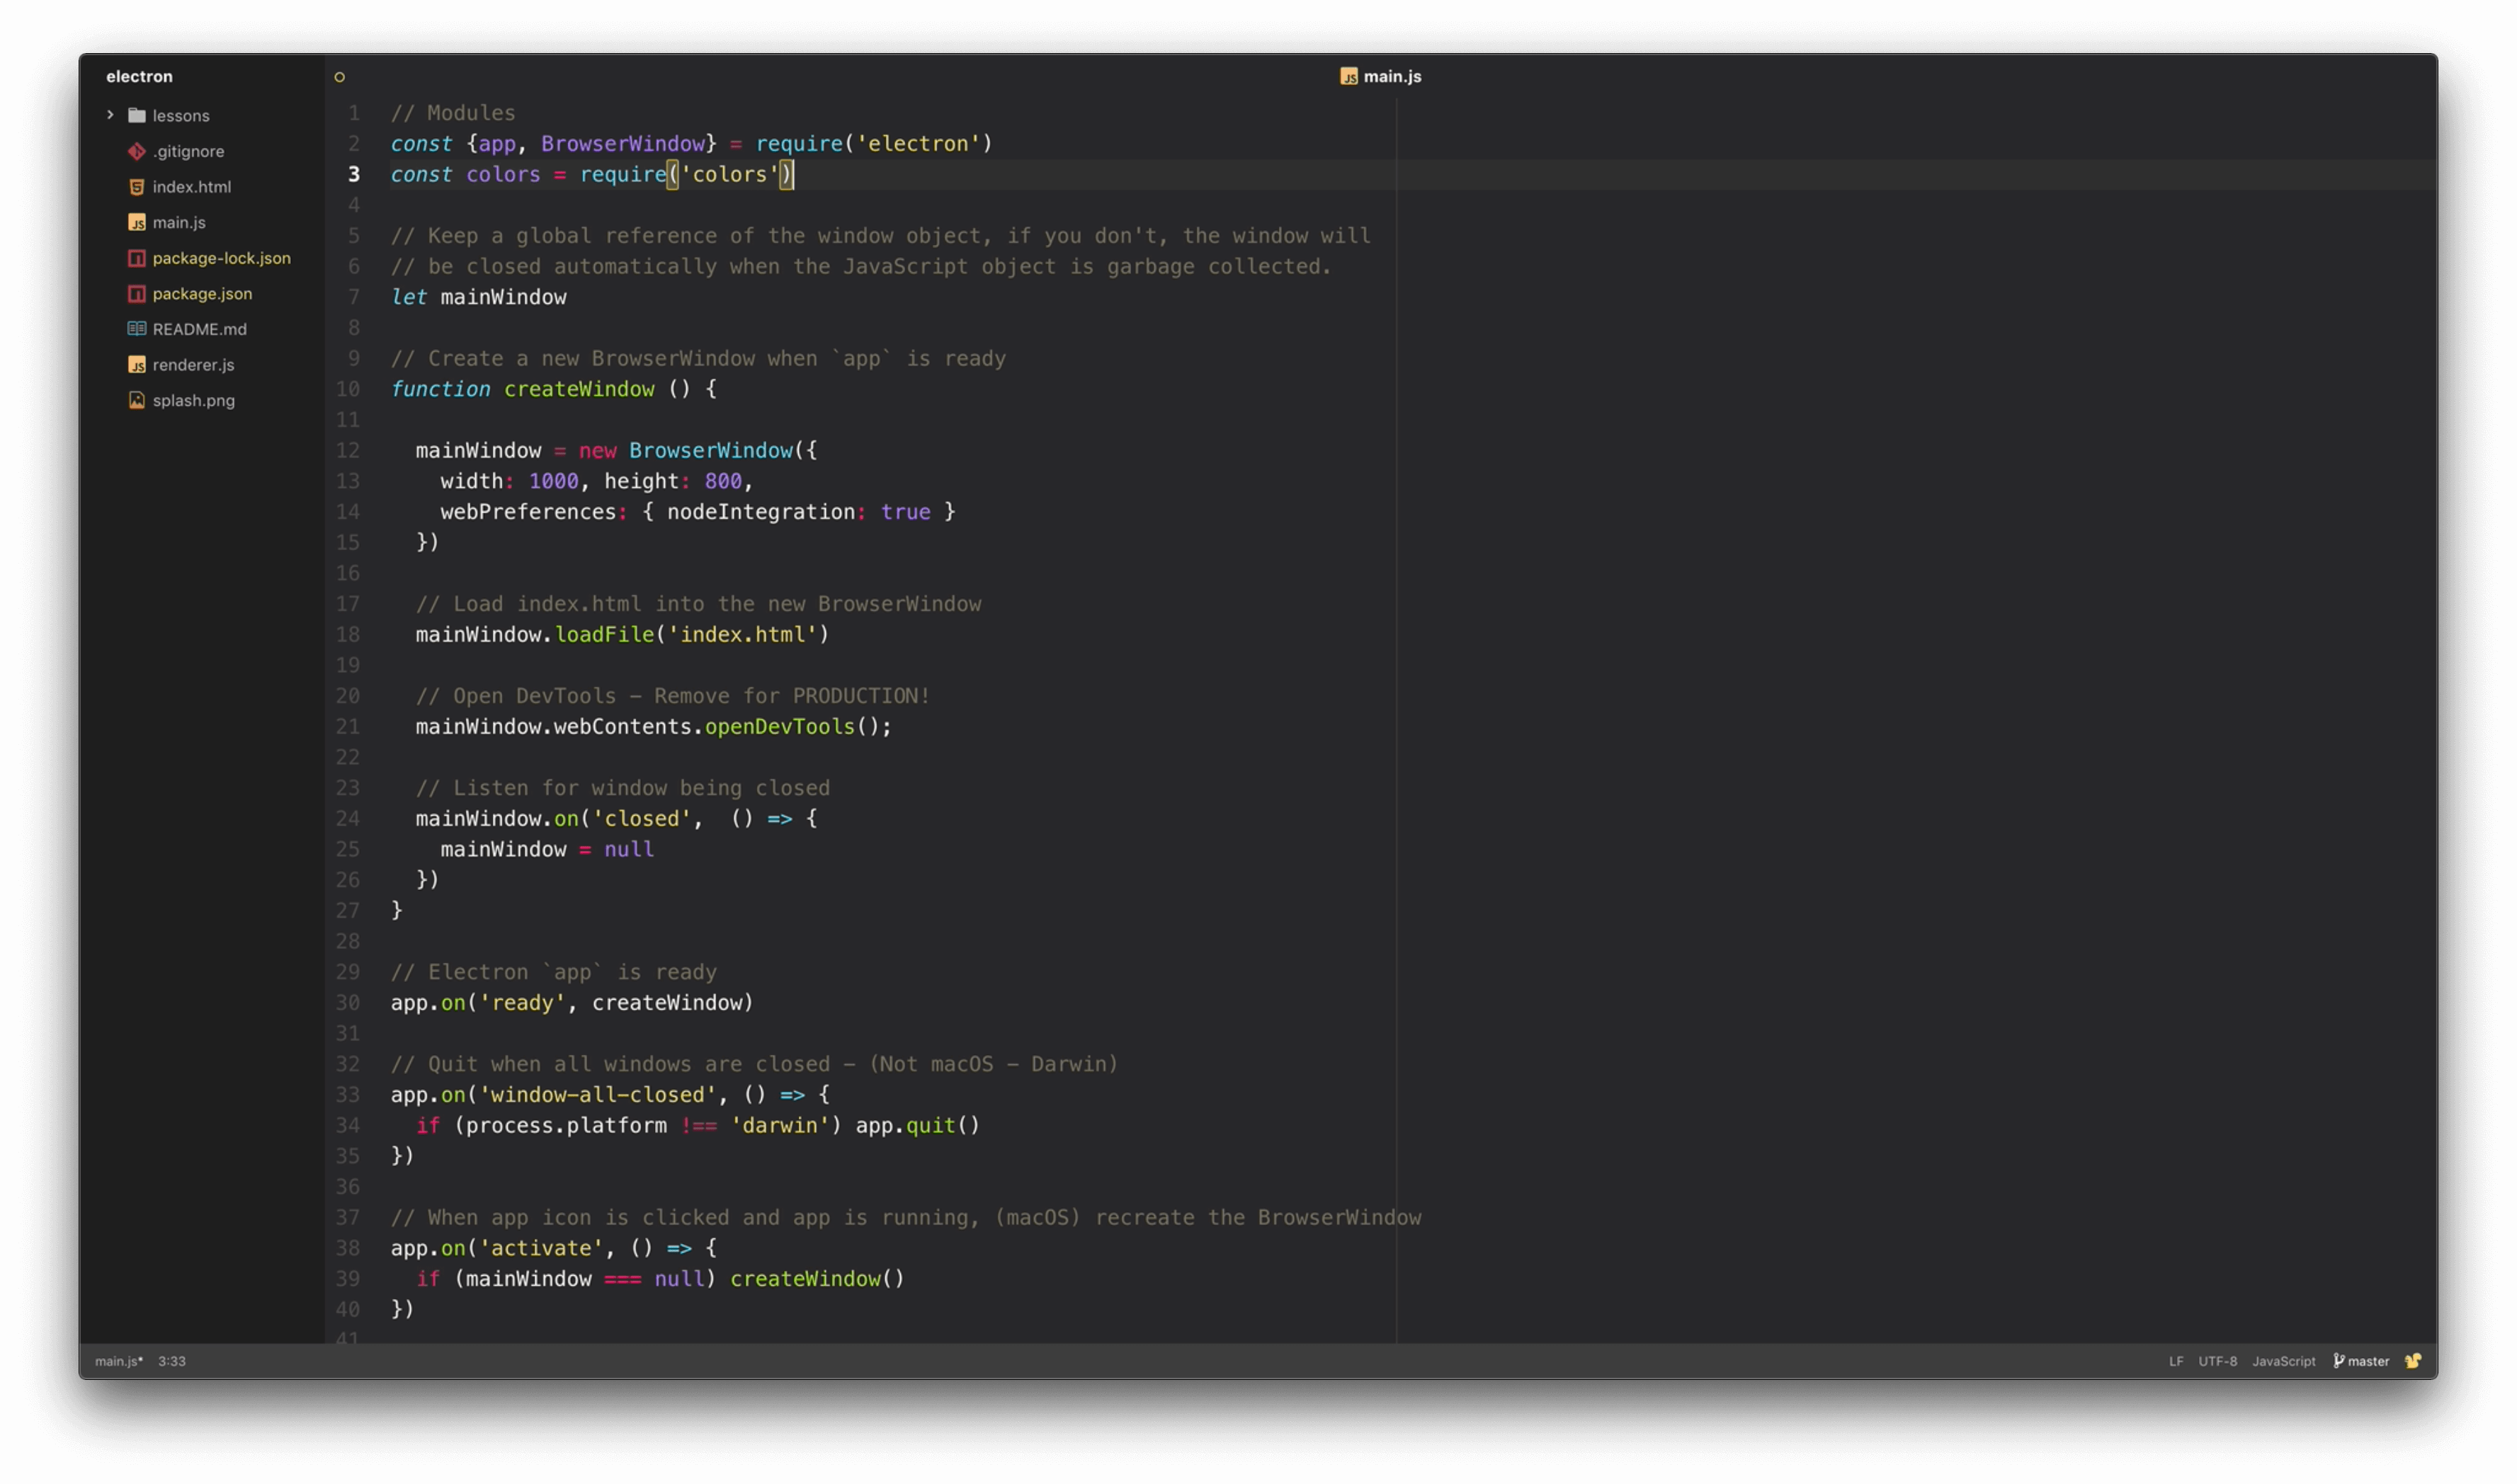 electron
lessons
.gitignore
index.html
main.js
package-lock.json
package.json
README.md
renderer.js
splash.png
JS main.js
1 // Modules
2 const {app, BrowserWindow} = require('electron')
3 const colors = require('colors')
4
5 // Keep a global reference of the window object, if you don't, the window will
6 // be closed automatically when the JavaScript object is garbage collected.
7 let mainWindow
8
9 // Create a new BrowserWindow when `app` is ready
10 function createWindow () {
11
12   mainWindow = new BrowserWindow({
13     width: 1000, height: 800,
14     webPreferences: { nodeIntegration: true }
15   })
16
17   // Load index.html into the new BrowserWindow
18   mainWindow.loadFile('index.html')
19
20   // Open DevTools - Remove for PRODUCTION!
21   mainWindow.webContents.openDevTools();
22
23   // Listen for window being closed
24   mainWindow.on('closed',  () => {
25     mainWindow = null
26   })
27 }
28
29 // Electron `app` is ready
30 app.on('ready', createWindow)
31
32 // Quit when all windows are closed - (Not macOS - Darwin)
33 app.on('window-all-closed', () => {
34   if (process.platform !== 'darwin') app.quit()
35 })
36
37 // When app icon is clicked and app is running, (macOS) recreate the BrowserWindow
38 app.on('activate', () => {
39   if (mainWindow === null) createWindow()
40 })
41
main.js* 3:33 LF UTF-8 JavaScript master